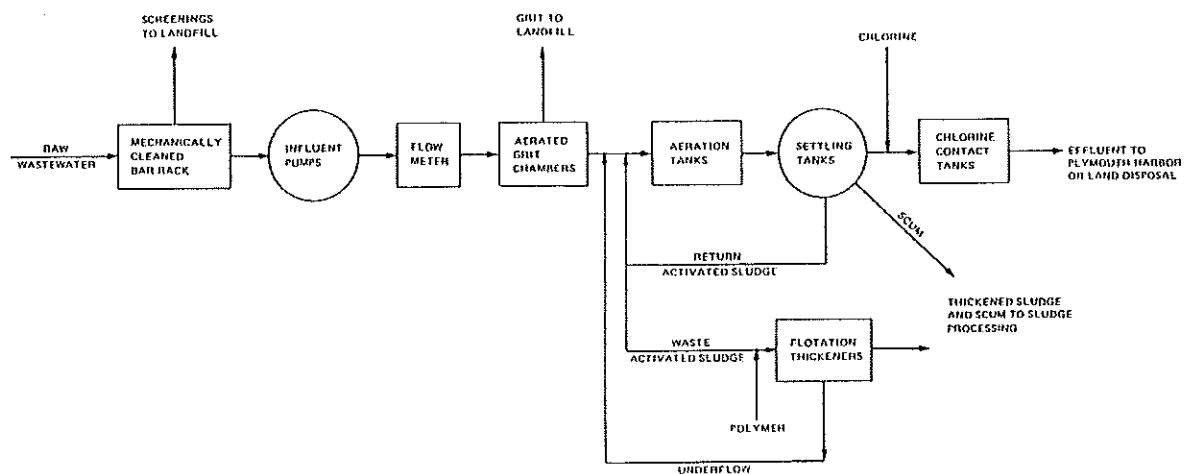 SCREENINGS
TO LANDFILL
GRIT TO
LANDFILL
CHLORINE
RAW
WASTEWATER
MECHANICALLY
CLEANED
BAR RACK
INFLUENT
PUMPS
FLOW
METER
AERATED
GRIT
CHAMBERS
AERATION
TANKS
SETTLING
TANKS
CHLORINE
CONTACT
TANKS
EFFLUENT TO
PLYMOUTH HARBOR
OR LAND DISPOSAL
SCUM
RETURN
ACTIVATED SLUDGE
THICKENED SLUDGE
AND SCUM TO SLUDGE
PROCESSING
WASTE
ACTIVATED SLUDGE
FLOTATION
THICKENERS
POLYMER
UNDERFLOW